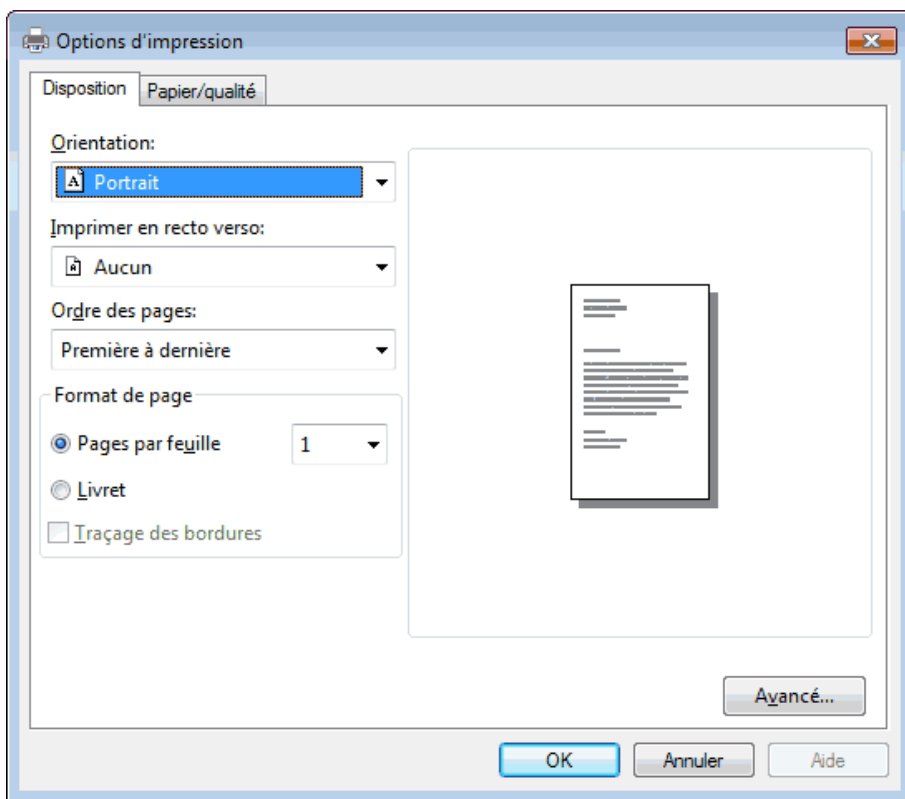 Options d'impression
Disposition
Papier/qualité
Orientation:
A Portrait
Imprimer en recto verso:
A Aucun
Ordre des pages:
Première à dernière
Format de page
Pages par feuille 1
Livret
Traçage des bordures
Avancé...
OK Annuler Aide